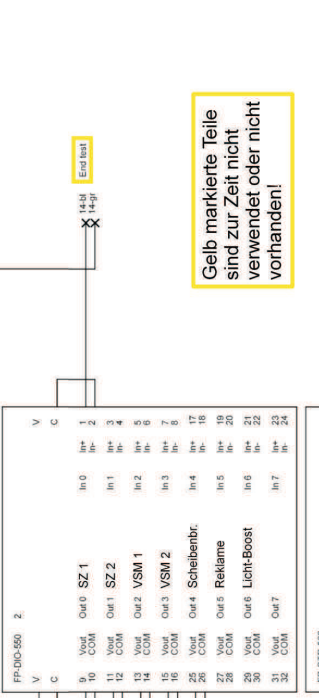 Gelb markierte Teile
sind zur Zeit nicht
verwendet oder nicht
vorhanden!
End test
14-bl
14-gr
FP-DIO-550 2
V V
C C
9 Vout Out 0 SZ 1 In 0 In+ 1
10 COM In- 2
11 Vout Out 1 SZ 2 In 1 In+ 3
12 COM In- 4
13 Vout Out 2 VSM 1 In 2 In+ 5
14 COM In- 6
15 Vout Out 3 VSM 2 In 3 In+ 7
16 COM In- 8
25 Vout Out 4 Scheibenbr. In 4 In+ 17
26 COM In- 18
27 Vout Out 5 Reklame In 5 In+ 19
28 COM In- 20
29 Vout Out 6 Licht-Boost In 6 In+ 21
30 COM In- 22
31 Vout Out 7 In 7 In+ 23
32 COM In- 24